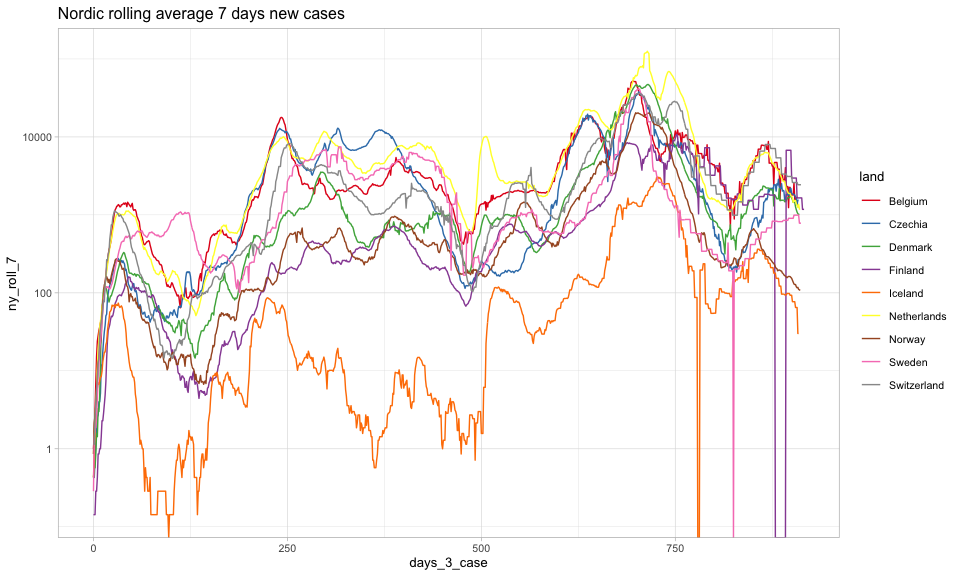 Nordic rolling average 7 days new cases
ny_roll_7
10000
100
1
0
250
500
750
days_3_case
land
Belgium
Czechia
Denmark
Finland
Iceland
Netherlands
Norway
Sweden
Switzerland